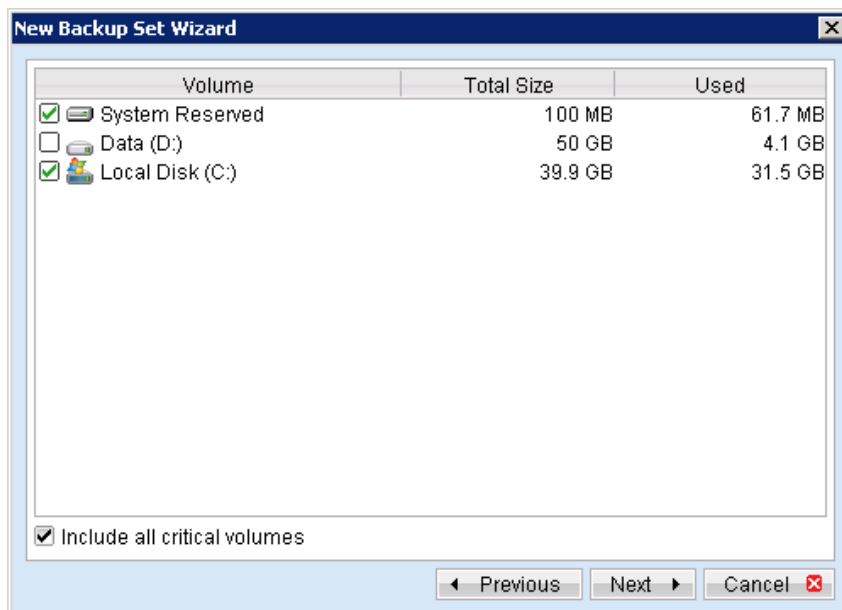 New Backup Set Wizard
Volume Total Size Used
System Reserved 100 MB 61.7 MB
Data (D:) 50 GB 4.1 GB
Local Disk (C:) 39.9 GB 31.5 GB
Include all critical volumes
Previous Next Cancel